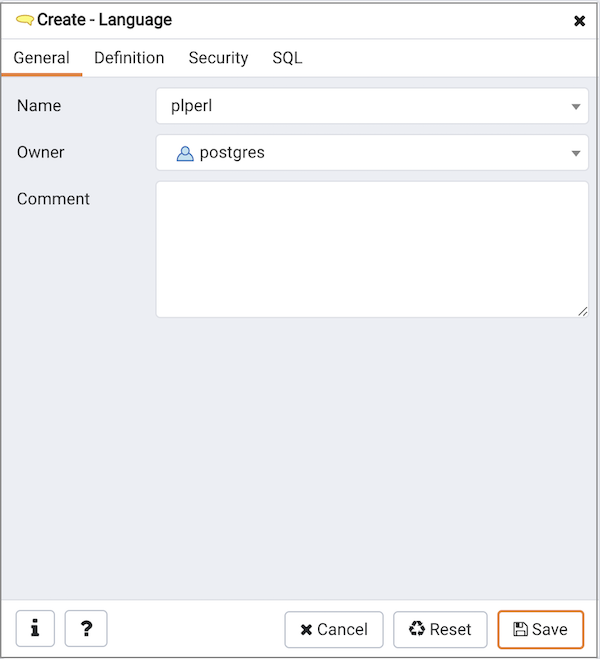 Create - Language
General Definition Security SQL
Name plperl
Owner postgres
Comment
i ? Cancel Reset Save